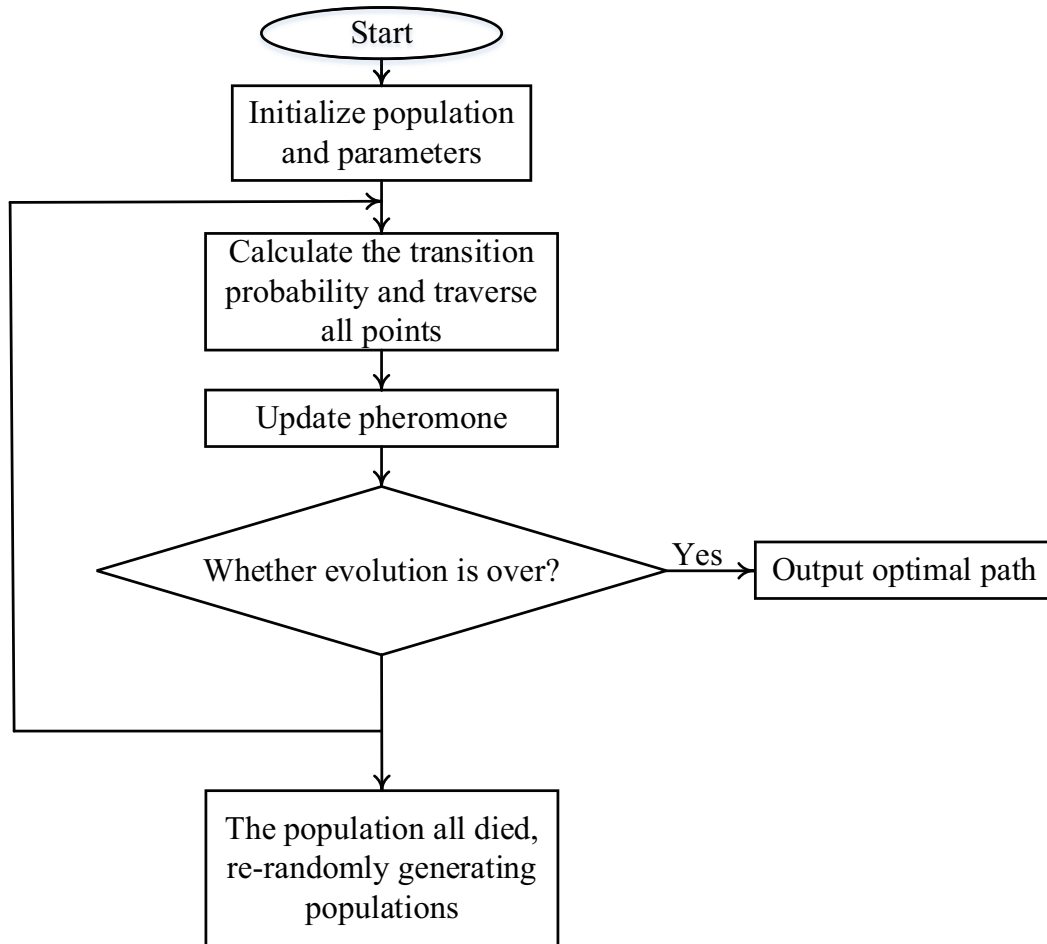 Start
Initialize population
and parameters
Calculate the transition
probability and traverse
all points
Update pheromone
Whether evolution is over?
Yes
Output optimal path
The population all died,
re-randomly generating
populations